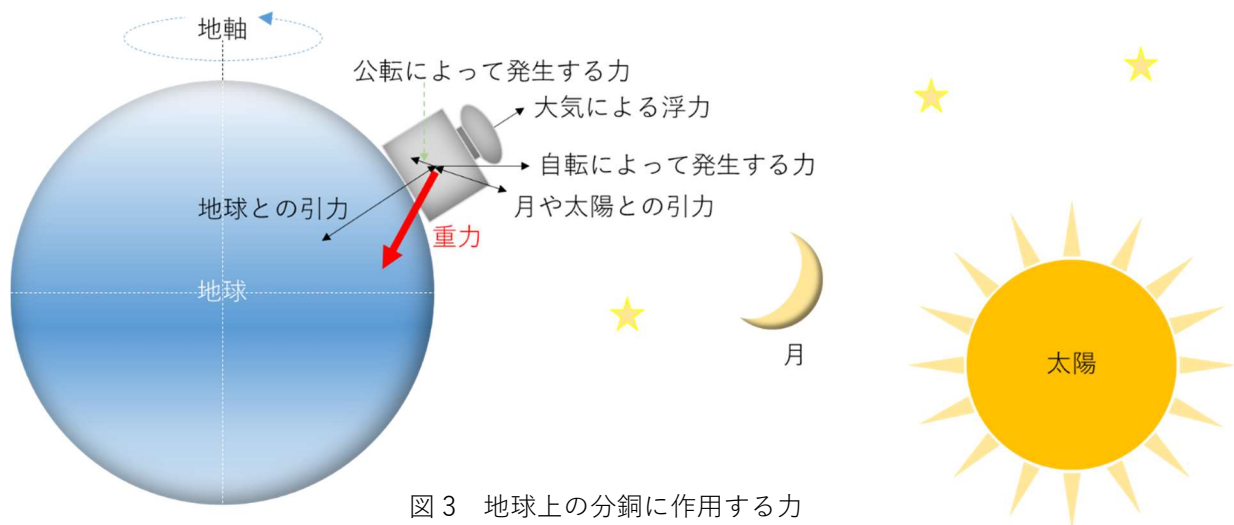 地軸
公転によって発生する力
大気による浮力
自転によって発生する力
地球との引力
月や太陽との引力
重力
地球
月
太陽
図3 地球上の分銅に作用する力